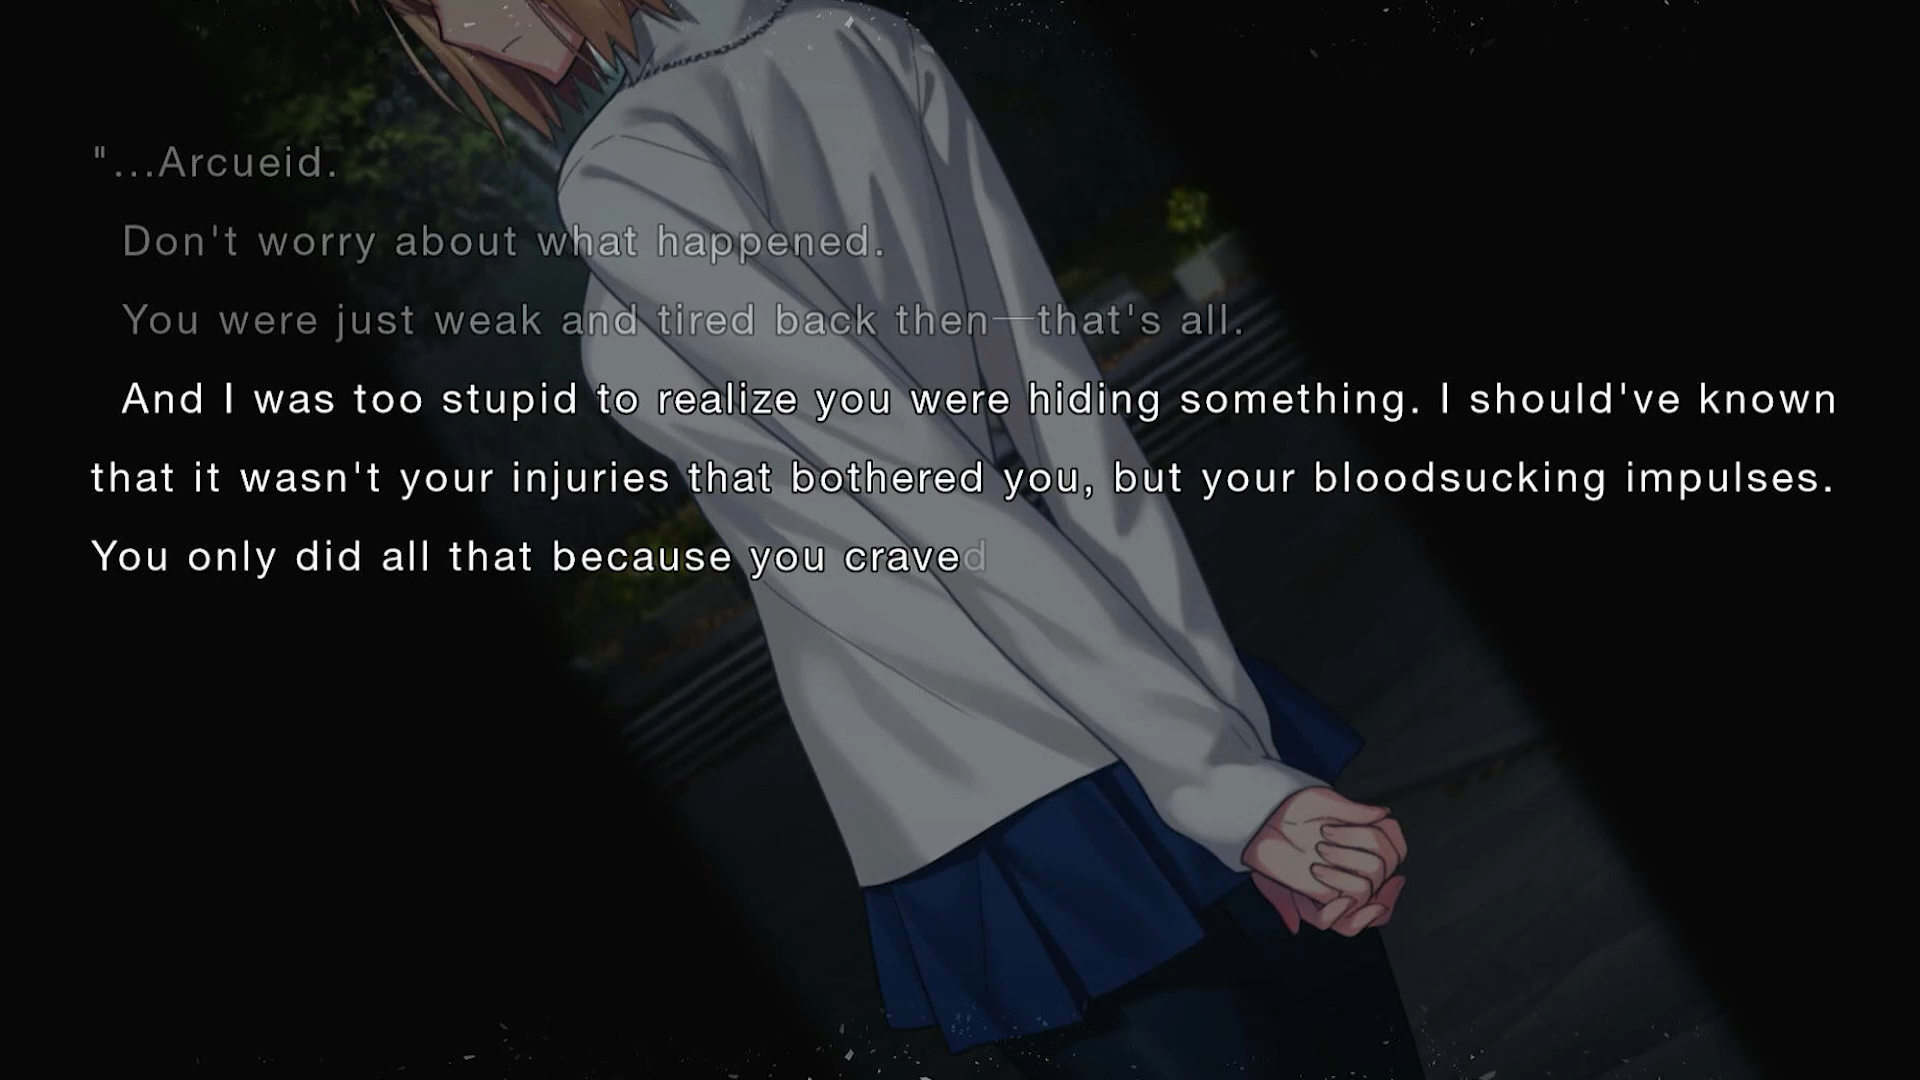 "...Arcueid.
Don't worry about what happened.
You were just weak and tired back then—that's all.
And I was too stupid to realize you were hiding something. I should've known
that it wasn't your injuries that bothered you, but your bloodsucking impulses.
You only did all that because you craved